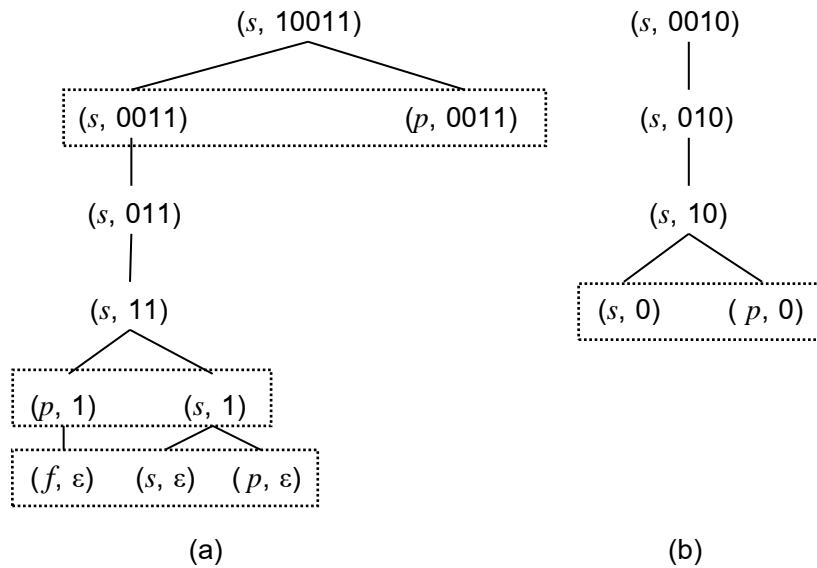 (s, 10011) (s, 0010)
(s, 0011) (p, 0011) (s, 010)
(s, 011) (s, 10)
(s, 11) (s, 0) ( p, 0)
(p, 1) (s, 1)
(f, ε) (s, ε) ( p, ε)
(a) (b)